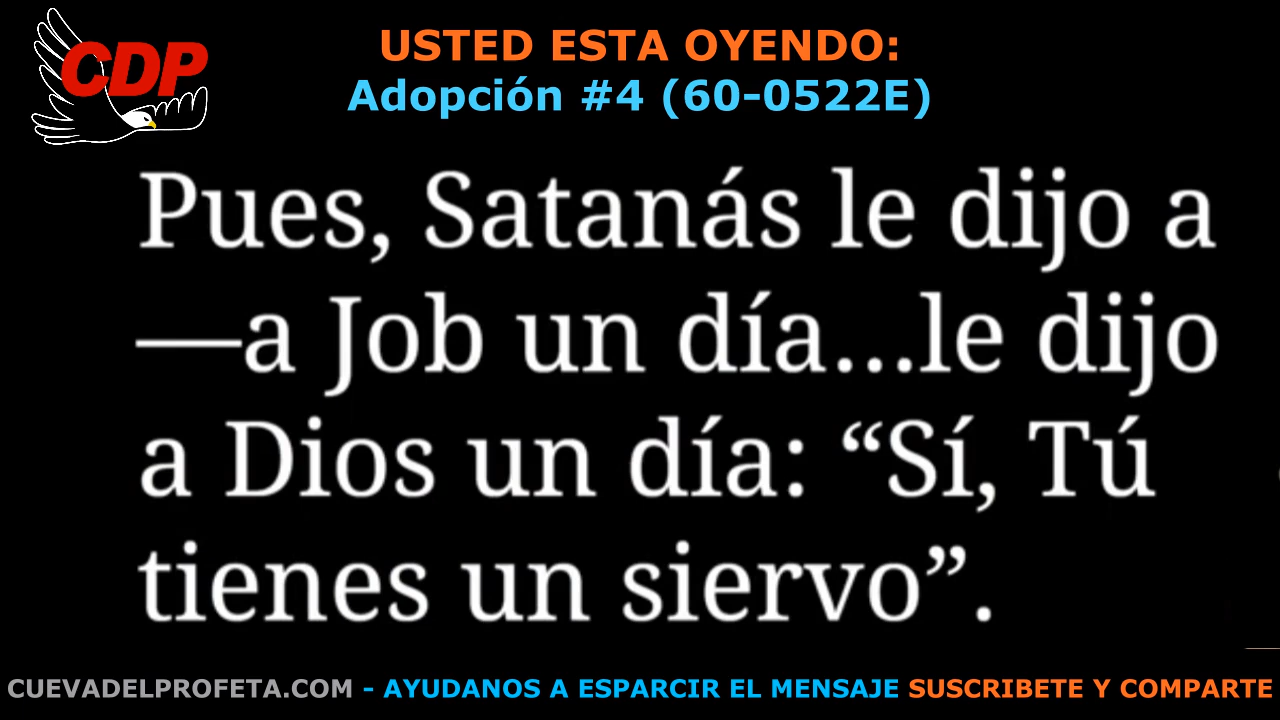 CDP
USTED ESTA OYENDO:
Adopción #4 (60-0522E)
Pues, Satanás le dijo a
—a Job un día...le dijo
a Dios un día: “Sí, Tú
tienes un siervo”.
CUEVADELPROFETA.COM - AYUDANOS A ESPARCIR EL MENSAJE SUSCRIBETE Y COMPARTE